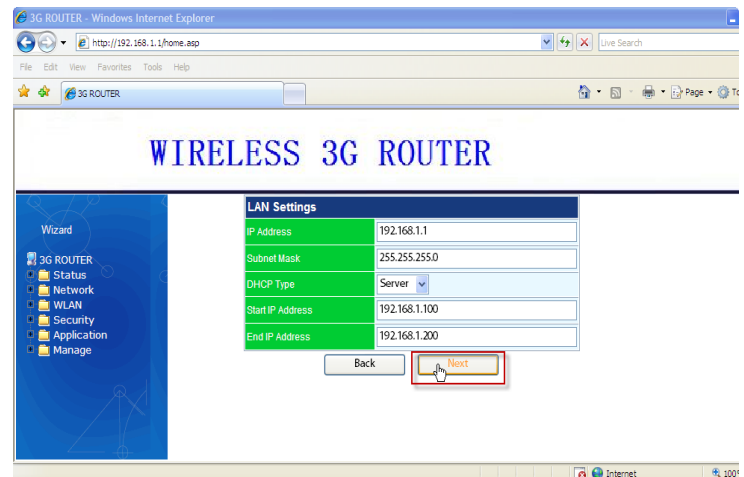 3G ROUTER - Windows Internet Explorer
http://192.168.1.1/home.asp
Live Search
File Edit View Favorites Tools Help
3G ROUTER
Page
WIRELESS 3G ROUTER
Wizard
3G ROUTER
Status
Network
WLAN
Security
Application
Manage
LAN Settings
IP Address 192.168.1.1
Subnet Mask 255.255.255.0
DHCP Type Server
Start IP Address 192.168.1.100
End IP Address 192.168.1.200
Back Next
Internet